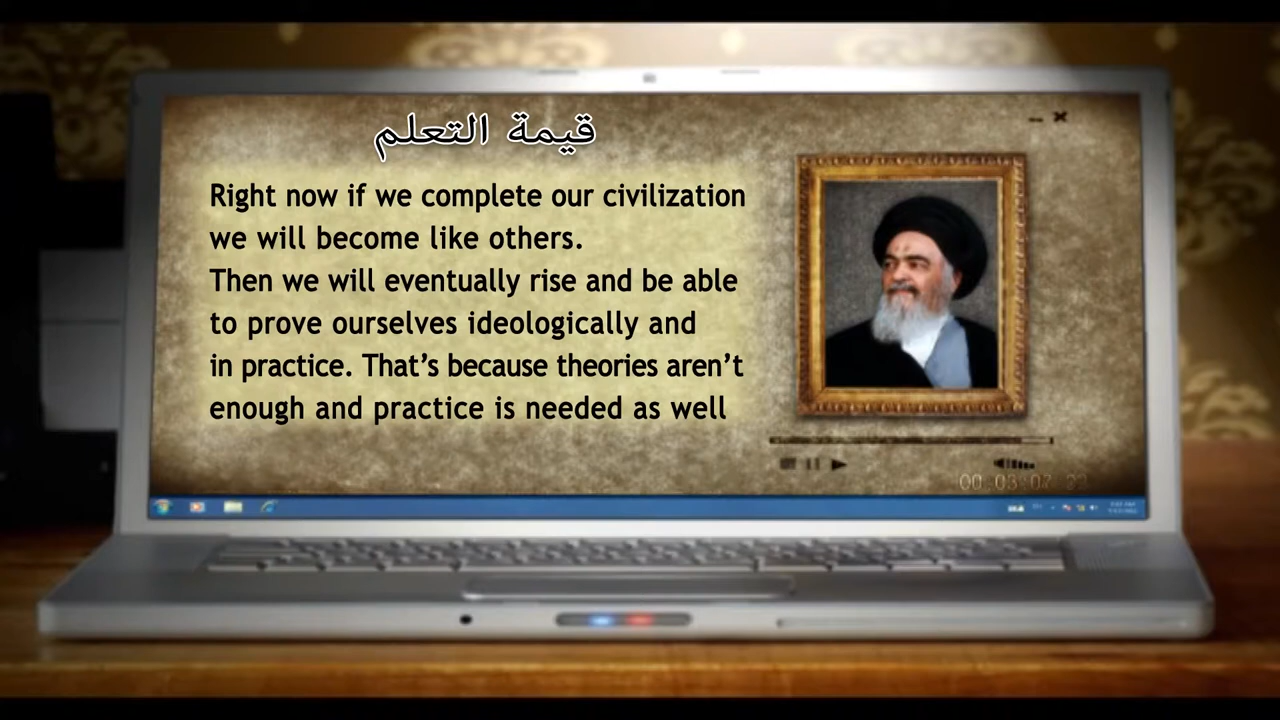 قيمة التعلم
Right now if we complete our civilization
we will become like others.
Then we will eventually rise and be able
to prove ourselves ideologically and
in practice. That’s because theories aren’t
enough and practice is needed as well